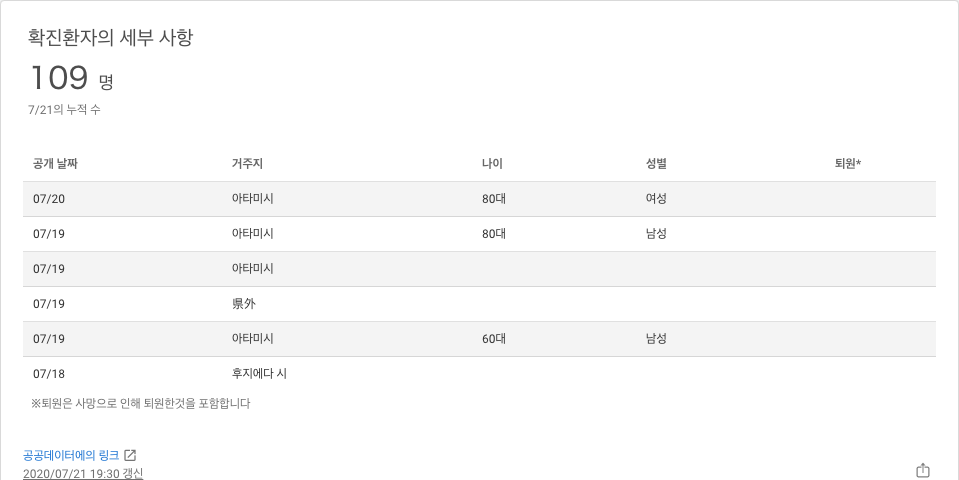 확진환자의 세부 사항
109 명
7/21의 누적 수
공개 날짜 거주지 나이 성별 퇴원*
07/20 아타미시 80대 여성
07/19 아타미시 80대 남성
07/19 아타미시
07/19 県外
07/19 아타미시 60대 남성
07/18 후지에다 시
※퇴원은 사망으로 인해 퇴원한것을 포함합니다
공공데이터에의 링크
2020/07/21 19:30 갱신